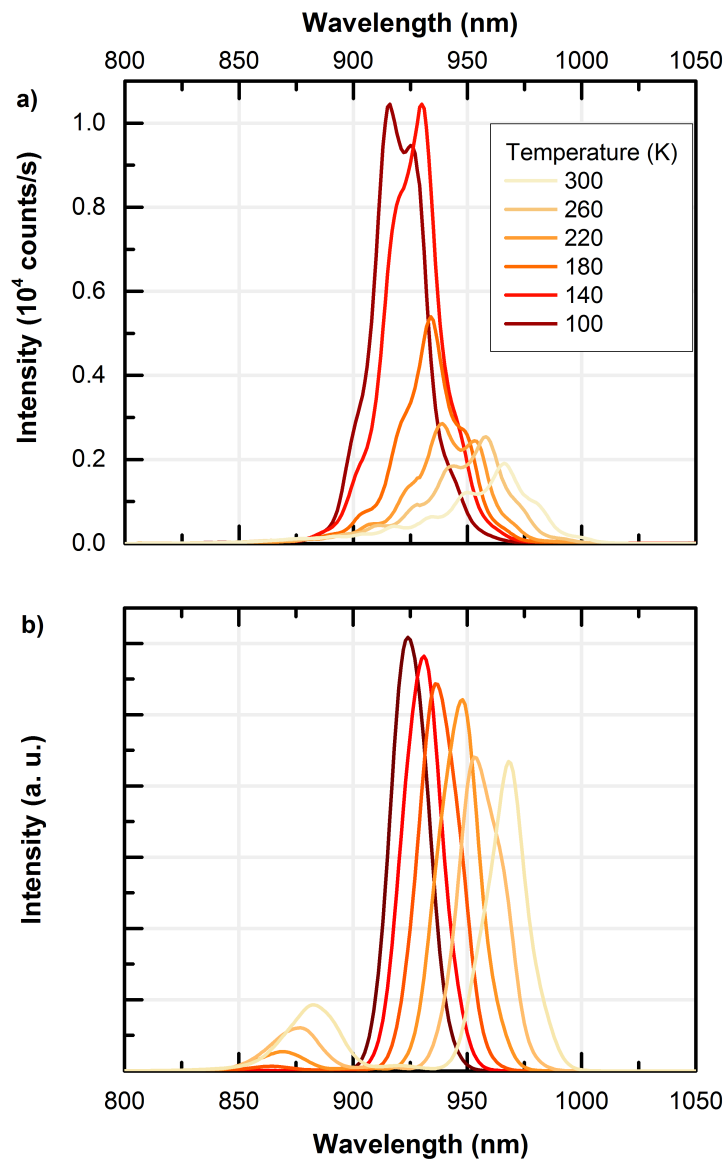 Wavelength (nm)
800 850 900 950 1000 1050
a)
Intensity (10⁴ counts/s)
1.0
0.8
0.6
0.4
0.2
0.0
Temperature (K)
300
260
220
180
140
100
b)
Intensity (a. u.)
800 850 900 950 1000 1050
Wavelength (nm)